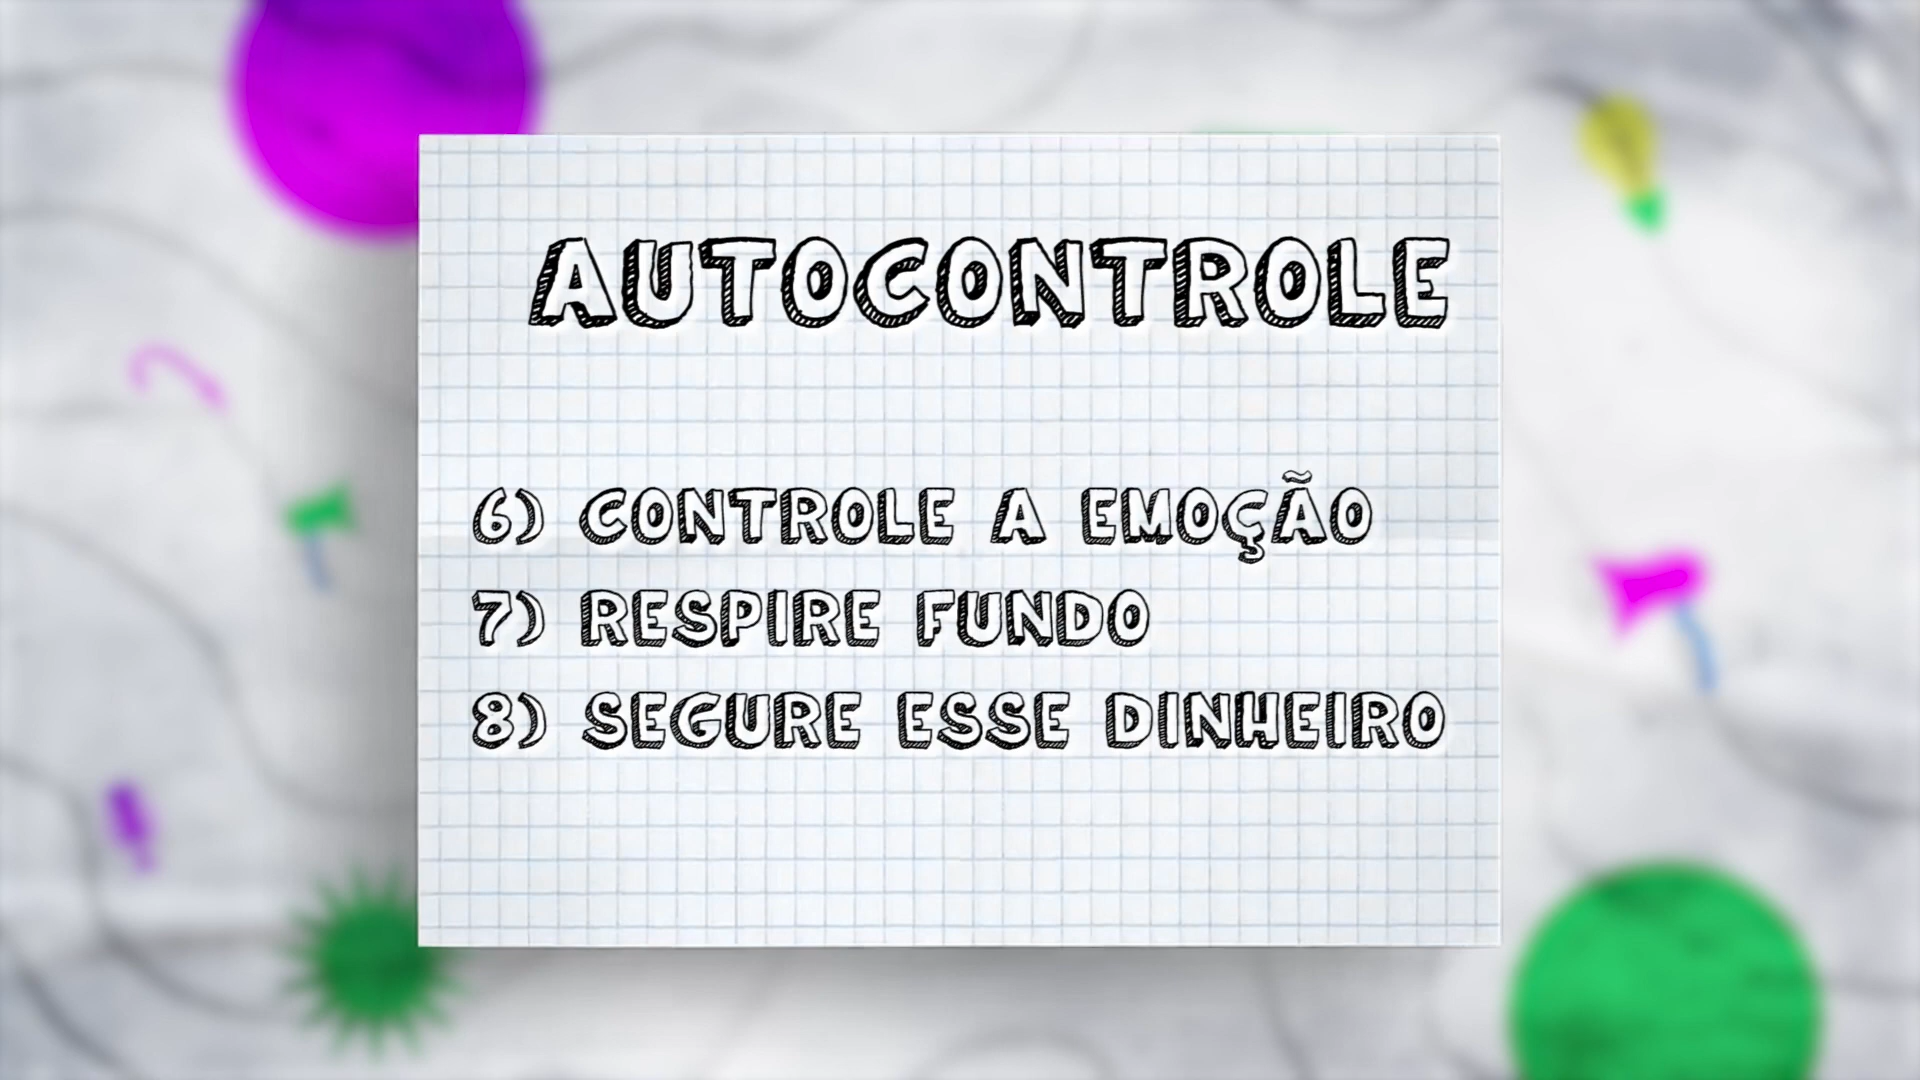 AUTOCONTROLE
6) CONTROLE A EMOÇÃO
7) RESPIRE FUNDO
8) SEGURE ESSE DINHEIRO